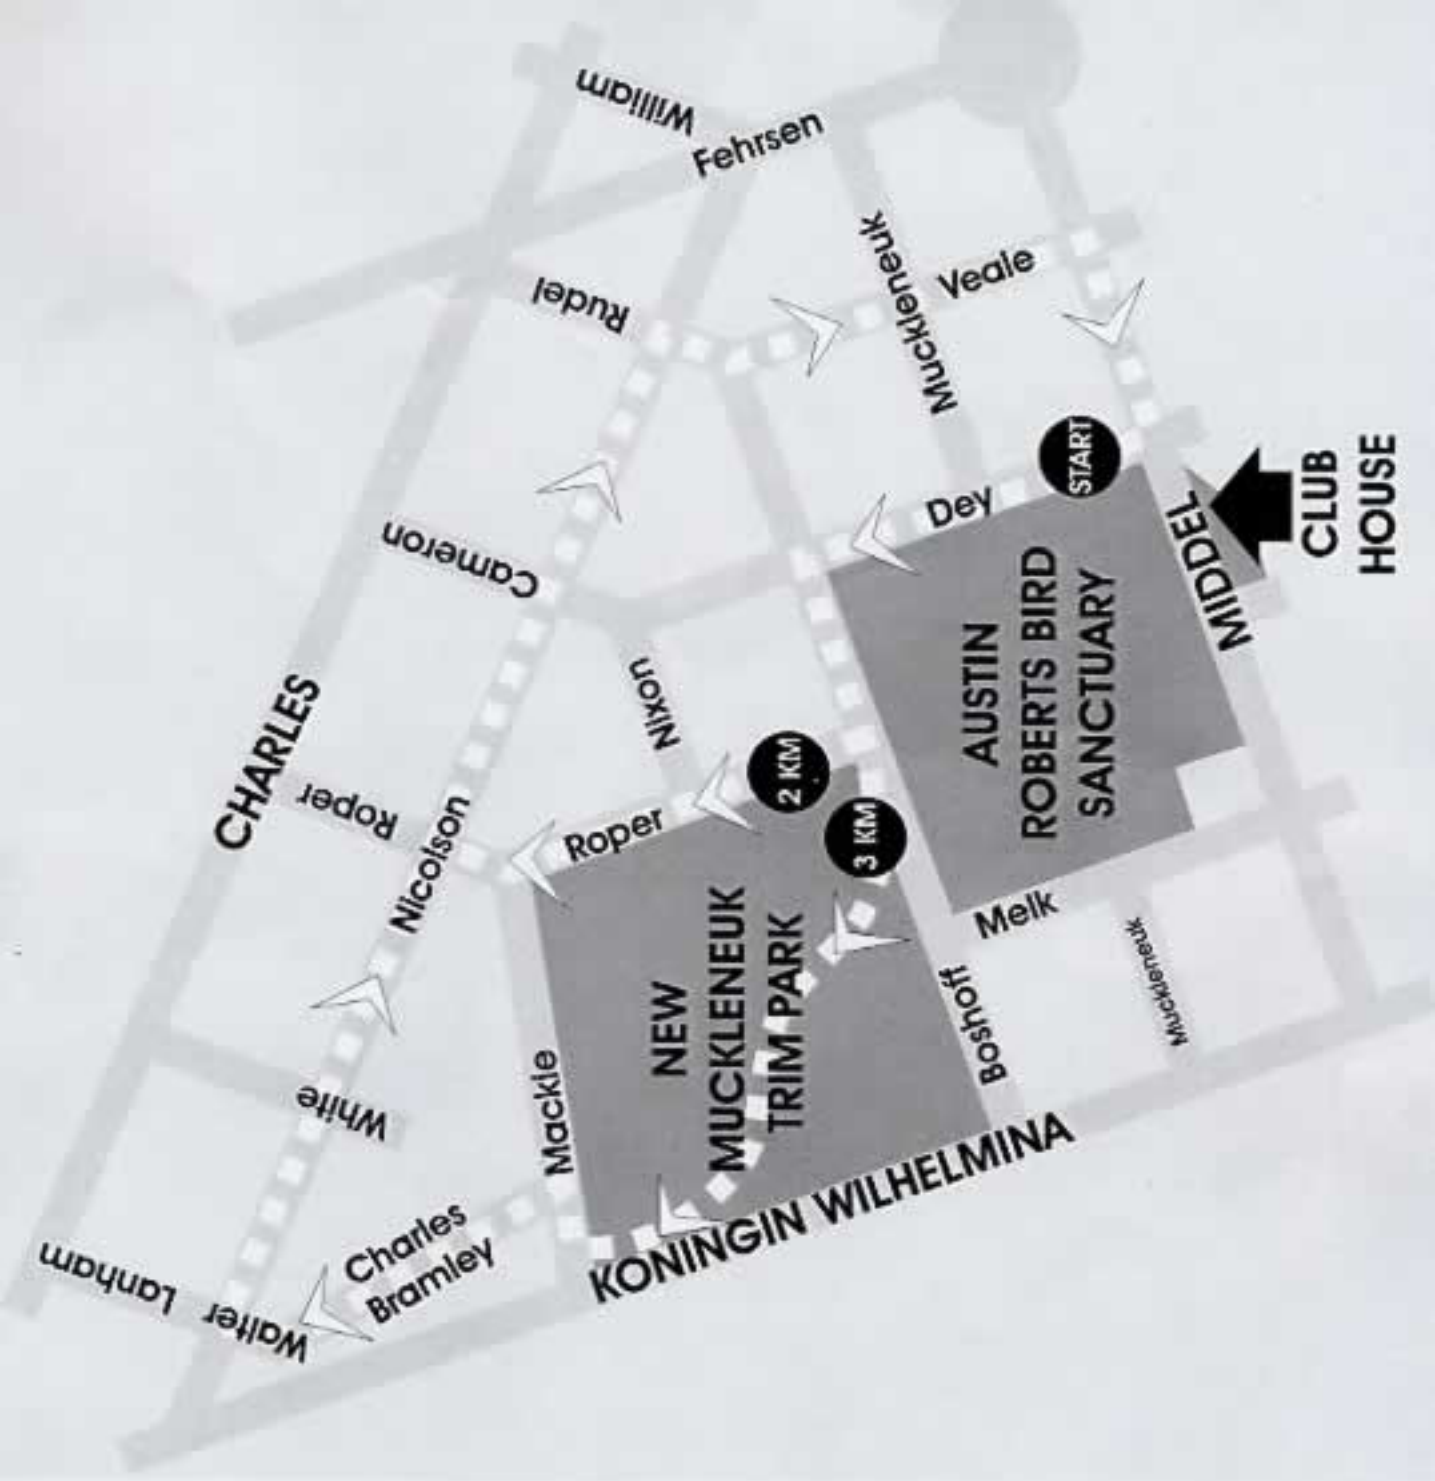 William
Fehrsen
Rudel
Muckleneuk
Veale
Cameron
Dey
START
MIDDEL
CLUB
HOUSE
CHARLES
Nixon
AUSTIN
ROBERTS BIRD
SANCTUARY
Roper
Nicolson
Roper
2 KM
3 KM
NEW
MUCKLENEUK
TRIM PARK
Melk
Boshoff
Muckleneuk
White
Mackie
KONINGIN WILHELMINA
Charles
Bramley
Walter Lanham